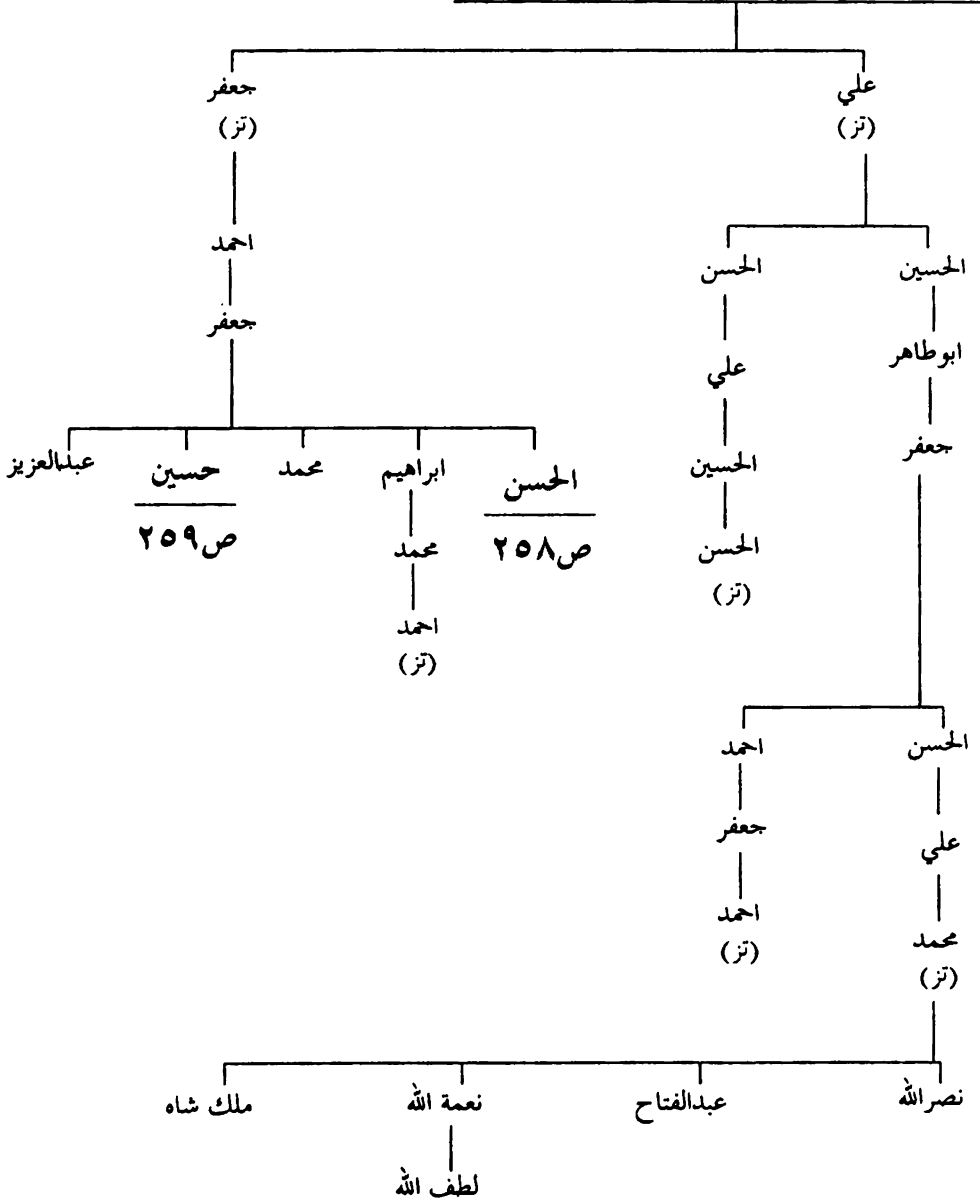 علي
(تز)
جعفر
(تز)
احمد
جعفر
الحسين
الحسن
ابوطاهر
علي
جعفر
الحسين
الحسن
(تز)
الحسن
ص٢٥٨
ابراهيم
محمد
حسين
ص٢٥٩
عبدالعزيز
محمد
احمد
(تز)
الحسن
احمد
علي
جعفر
محمد
(تز)
احمد
(تز)
نصرالله
عبدالفتاح
نعمة الله
ملك شاه
لطف الله